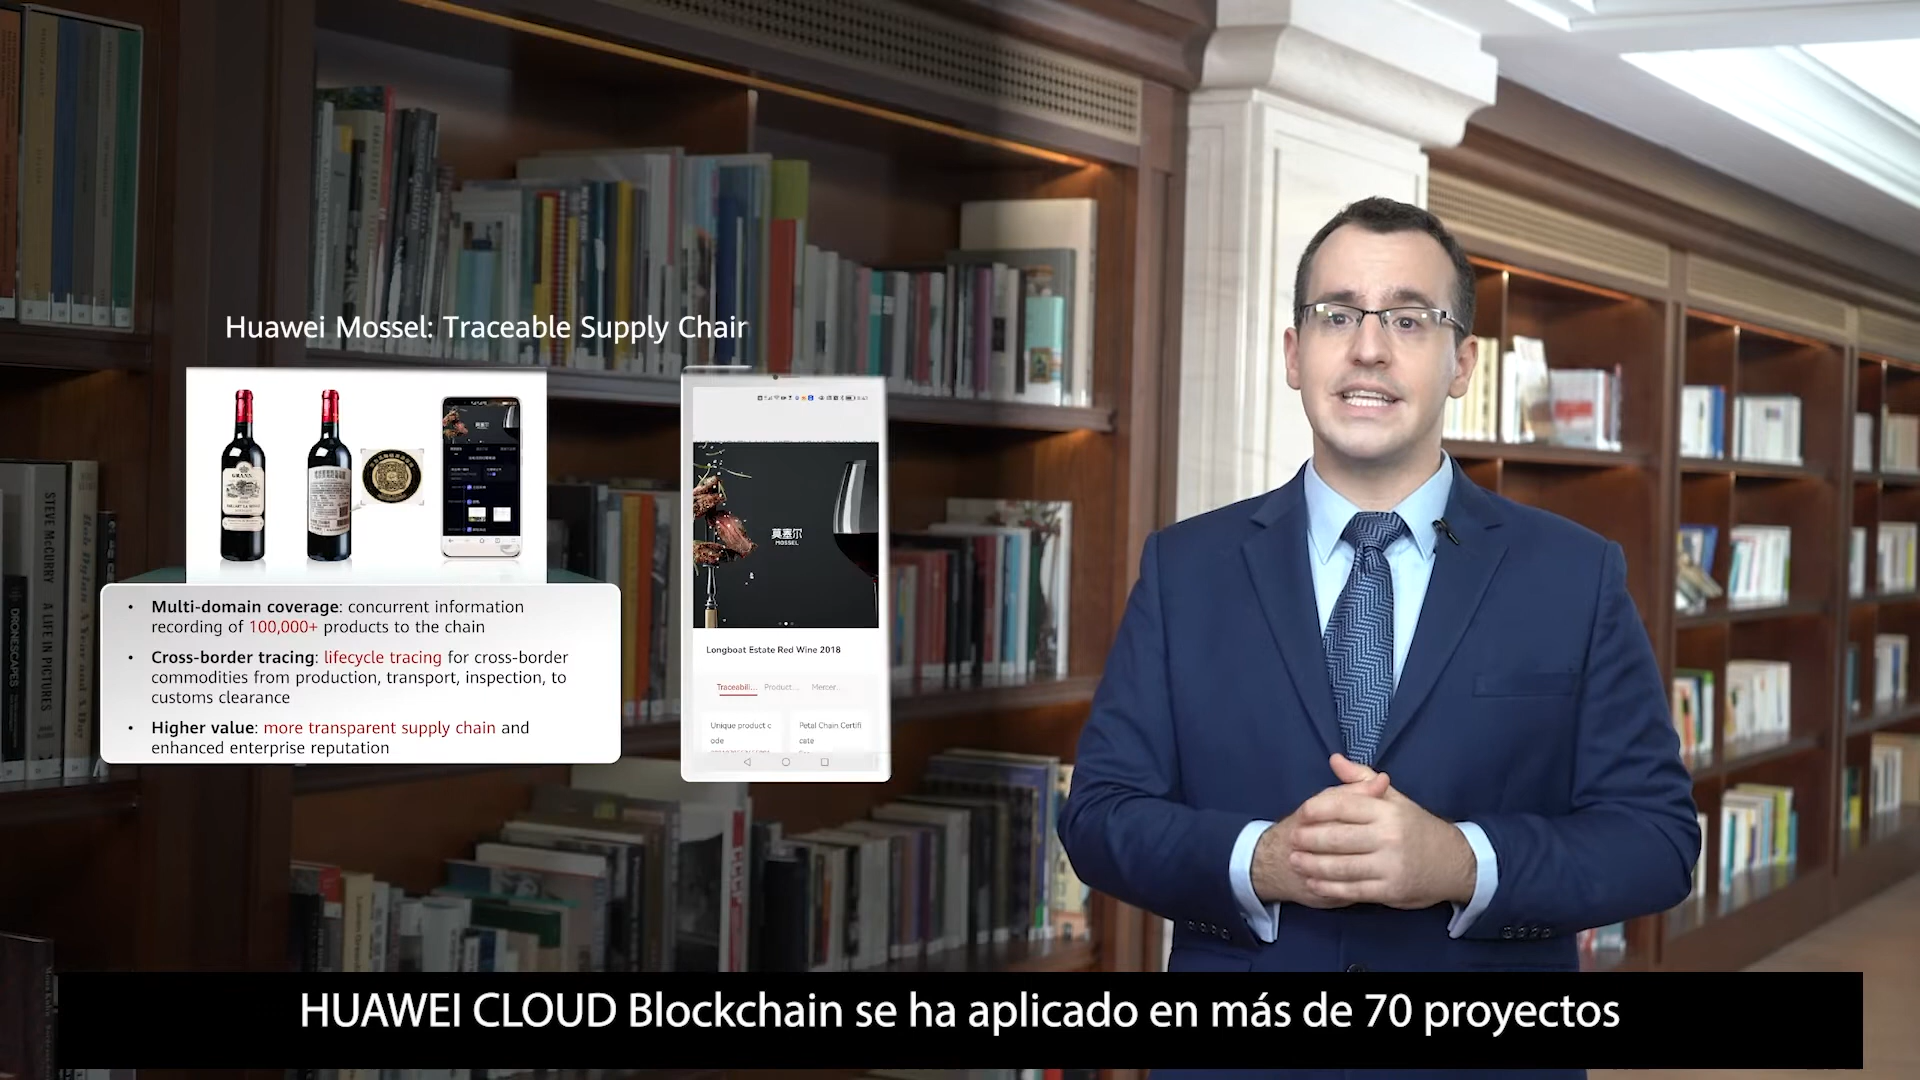 Huawei Mossel: Traceable Supply Chair
• Multi-domain coverage: concurrent information
recording of 100,000+ products to the chain
• Cross-border tracing: lifecycle tracing for cross-border
commodities from production, transport, inspection, to
customs clearance
• Higher value: more transparent supply chain and
enhanced enterprise reputation
莫塞尔
MOSSEL
Longboat Estate Red Wine 2018
Traceabili... Product... Mercer...
Unique product c
ode
Petal Chain Certifi
cate
STEVE McCURRY A LIFE IN PICTURES
DRONESCAPES
HUAWEI CLOUD Blockchain se ha aplicado en más de 70 proyectos